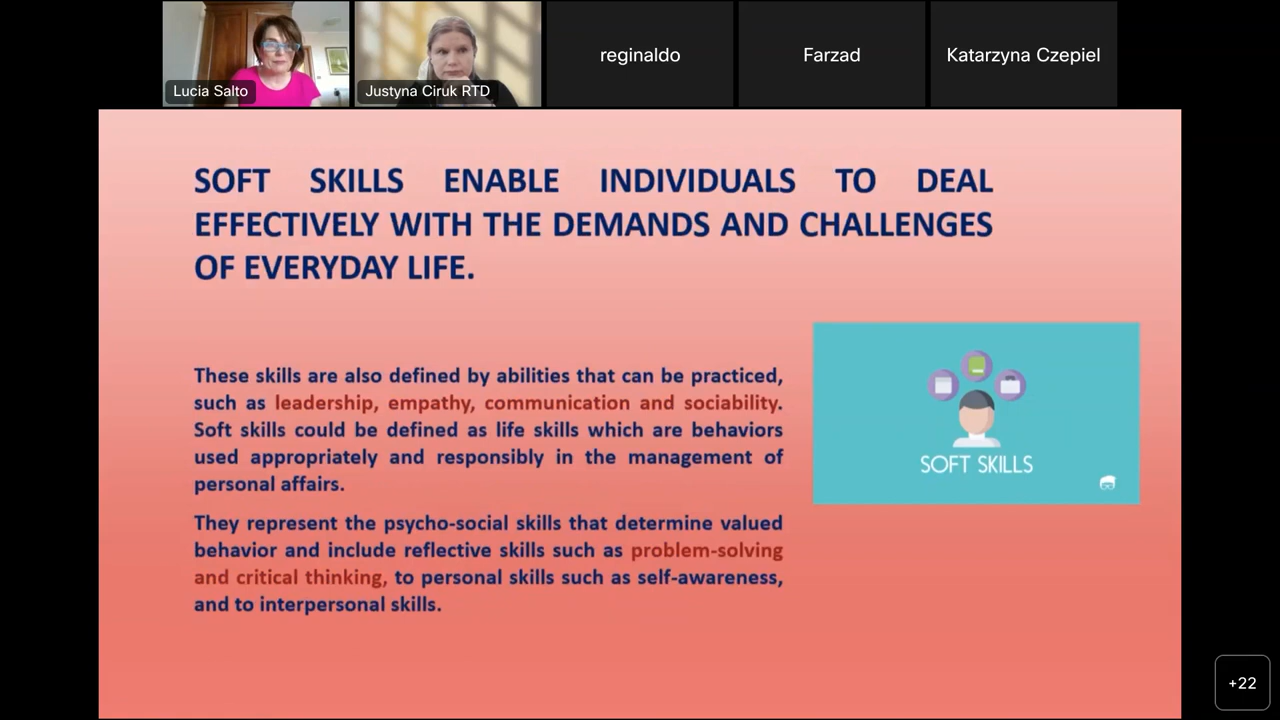 Lucia Salto
Justyna Ciruk RTD
reginaldo
Farzad
Katarzyna Czepiel
SOFT SKILLS ENABLE INDIVIDUALS TO DEAL
EFFECTIVELY WITH THE DEMANDS AND CHALLENGES
OF EVERYDAY LIFE.
These skills are also defined by abilities that can be practiced,
such as leadership, empathy, communication and sociability.
Soft skills could be defined as life skills which are behaviors
used appropriately and responsibly in the management of
personal affairs.
They represent the psycho-social skills that determine valued
behavior and include reflective skills such as problem-solving
and critical thinking, to personal skills such as self-awareness,
and to interpersonal skills.
SOFT SKILLS
+22